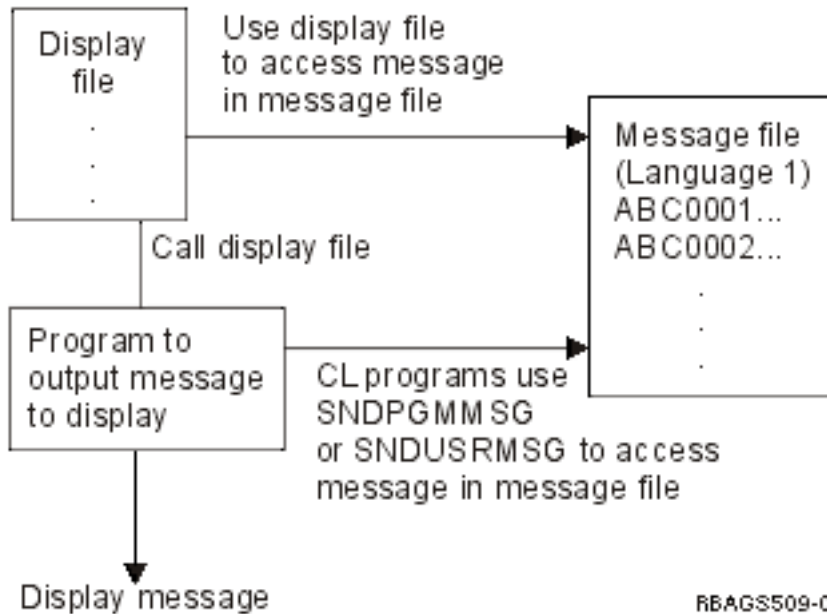 Display
file
.
.
.
Use display file
to access message
in message file
Message file
(Language 1)
ABC0001...
ABC0002...
.
.
.
Call display file
Program to
output message
to display
CL programs use
SNDPGMMSG
or SNDUSRMSG to access
message in message file
Display message
RBAGS509-0